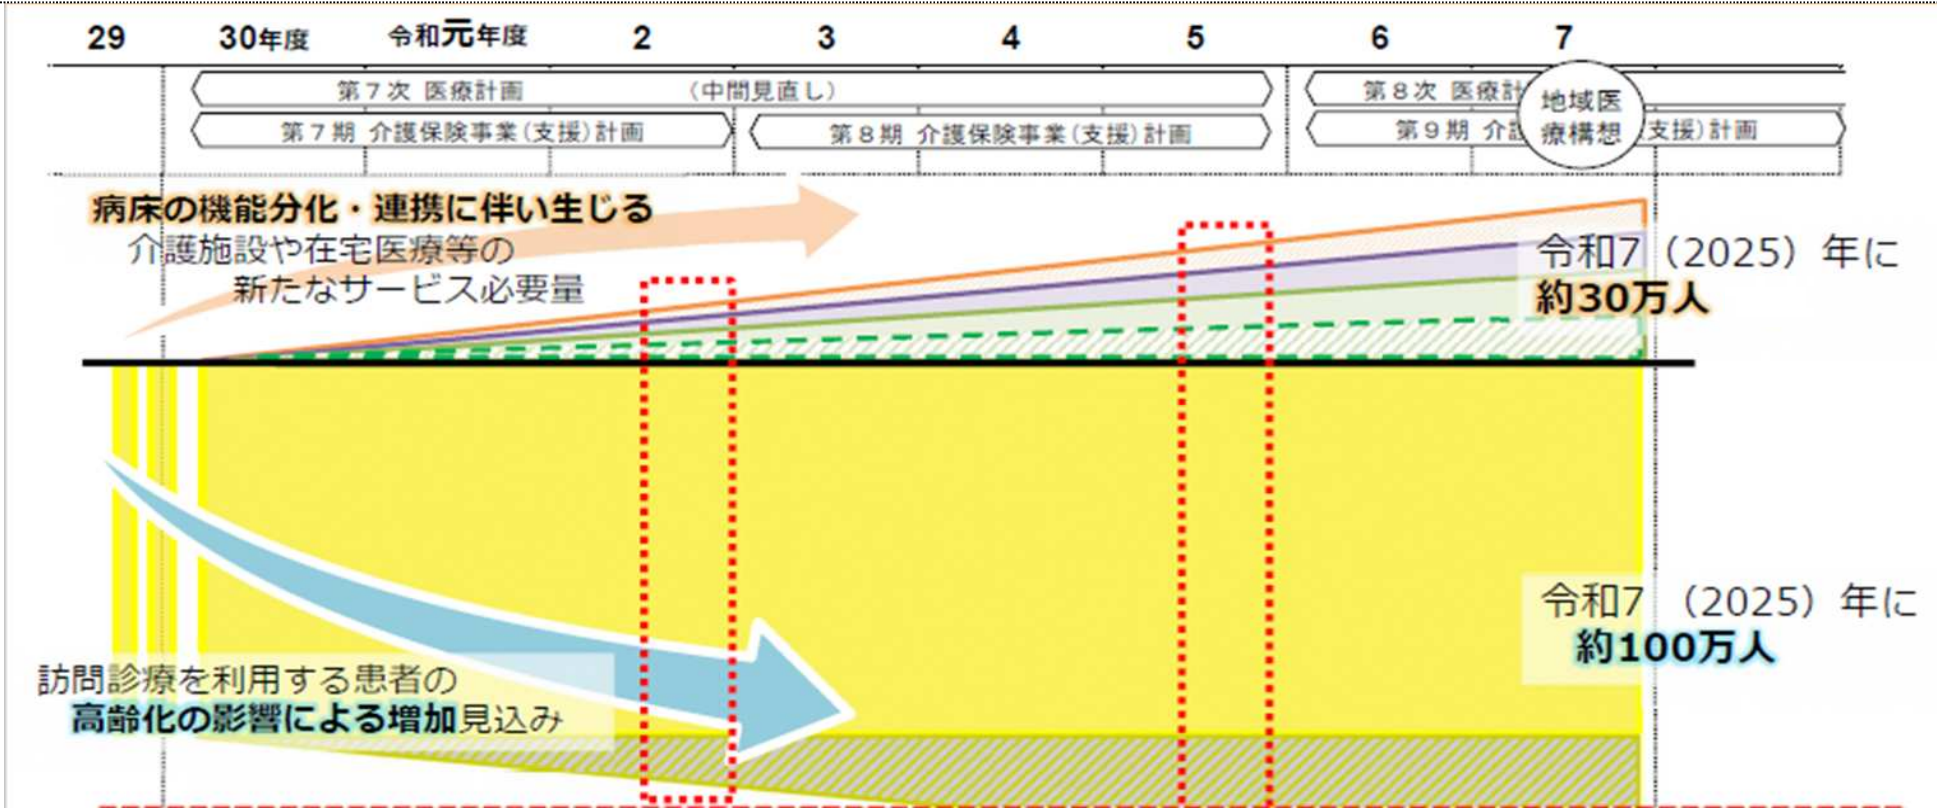 29 30年度 令和元年度 2 3 4 5 6 7
第7次 医療計画 (中間見直し) 第8次 医療計
第7期 介護保険事業(支援)計画 第8期 介護保険事業(支援)計画 第9期 介護 支援)計画
地域医
療構想
病床の機能分化・連携に伴い生じる
介護施設や在宅医療等の
新たなサービス必要量
令和7（2025）年に
約30万人
令和7（2025）年に
約100万人
訪問診療を利用する患者の
高齢化の影響による増加見込み